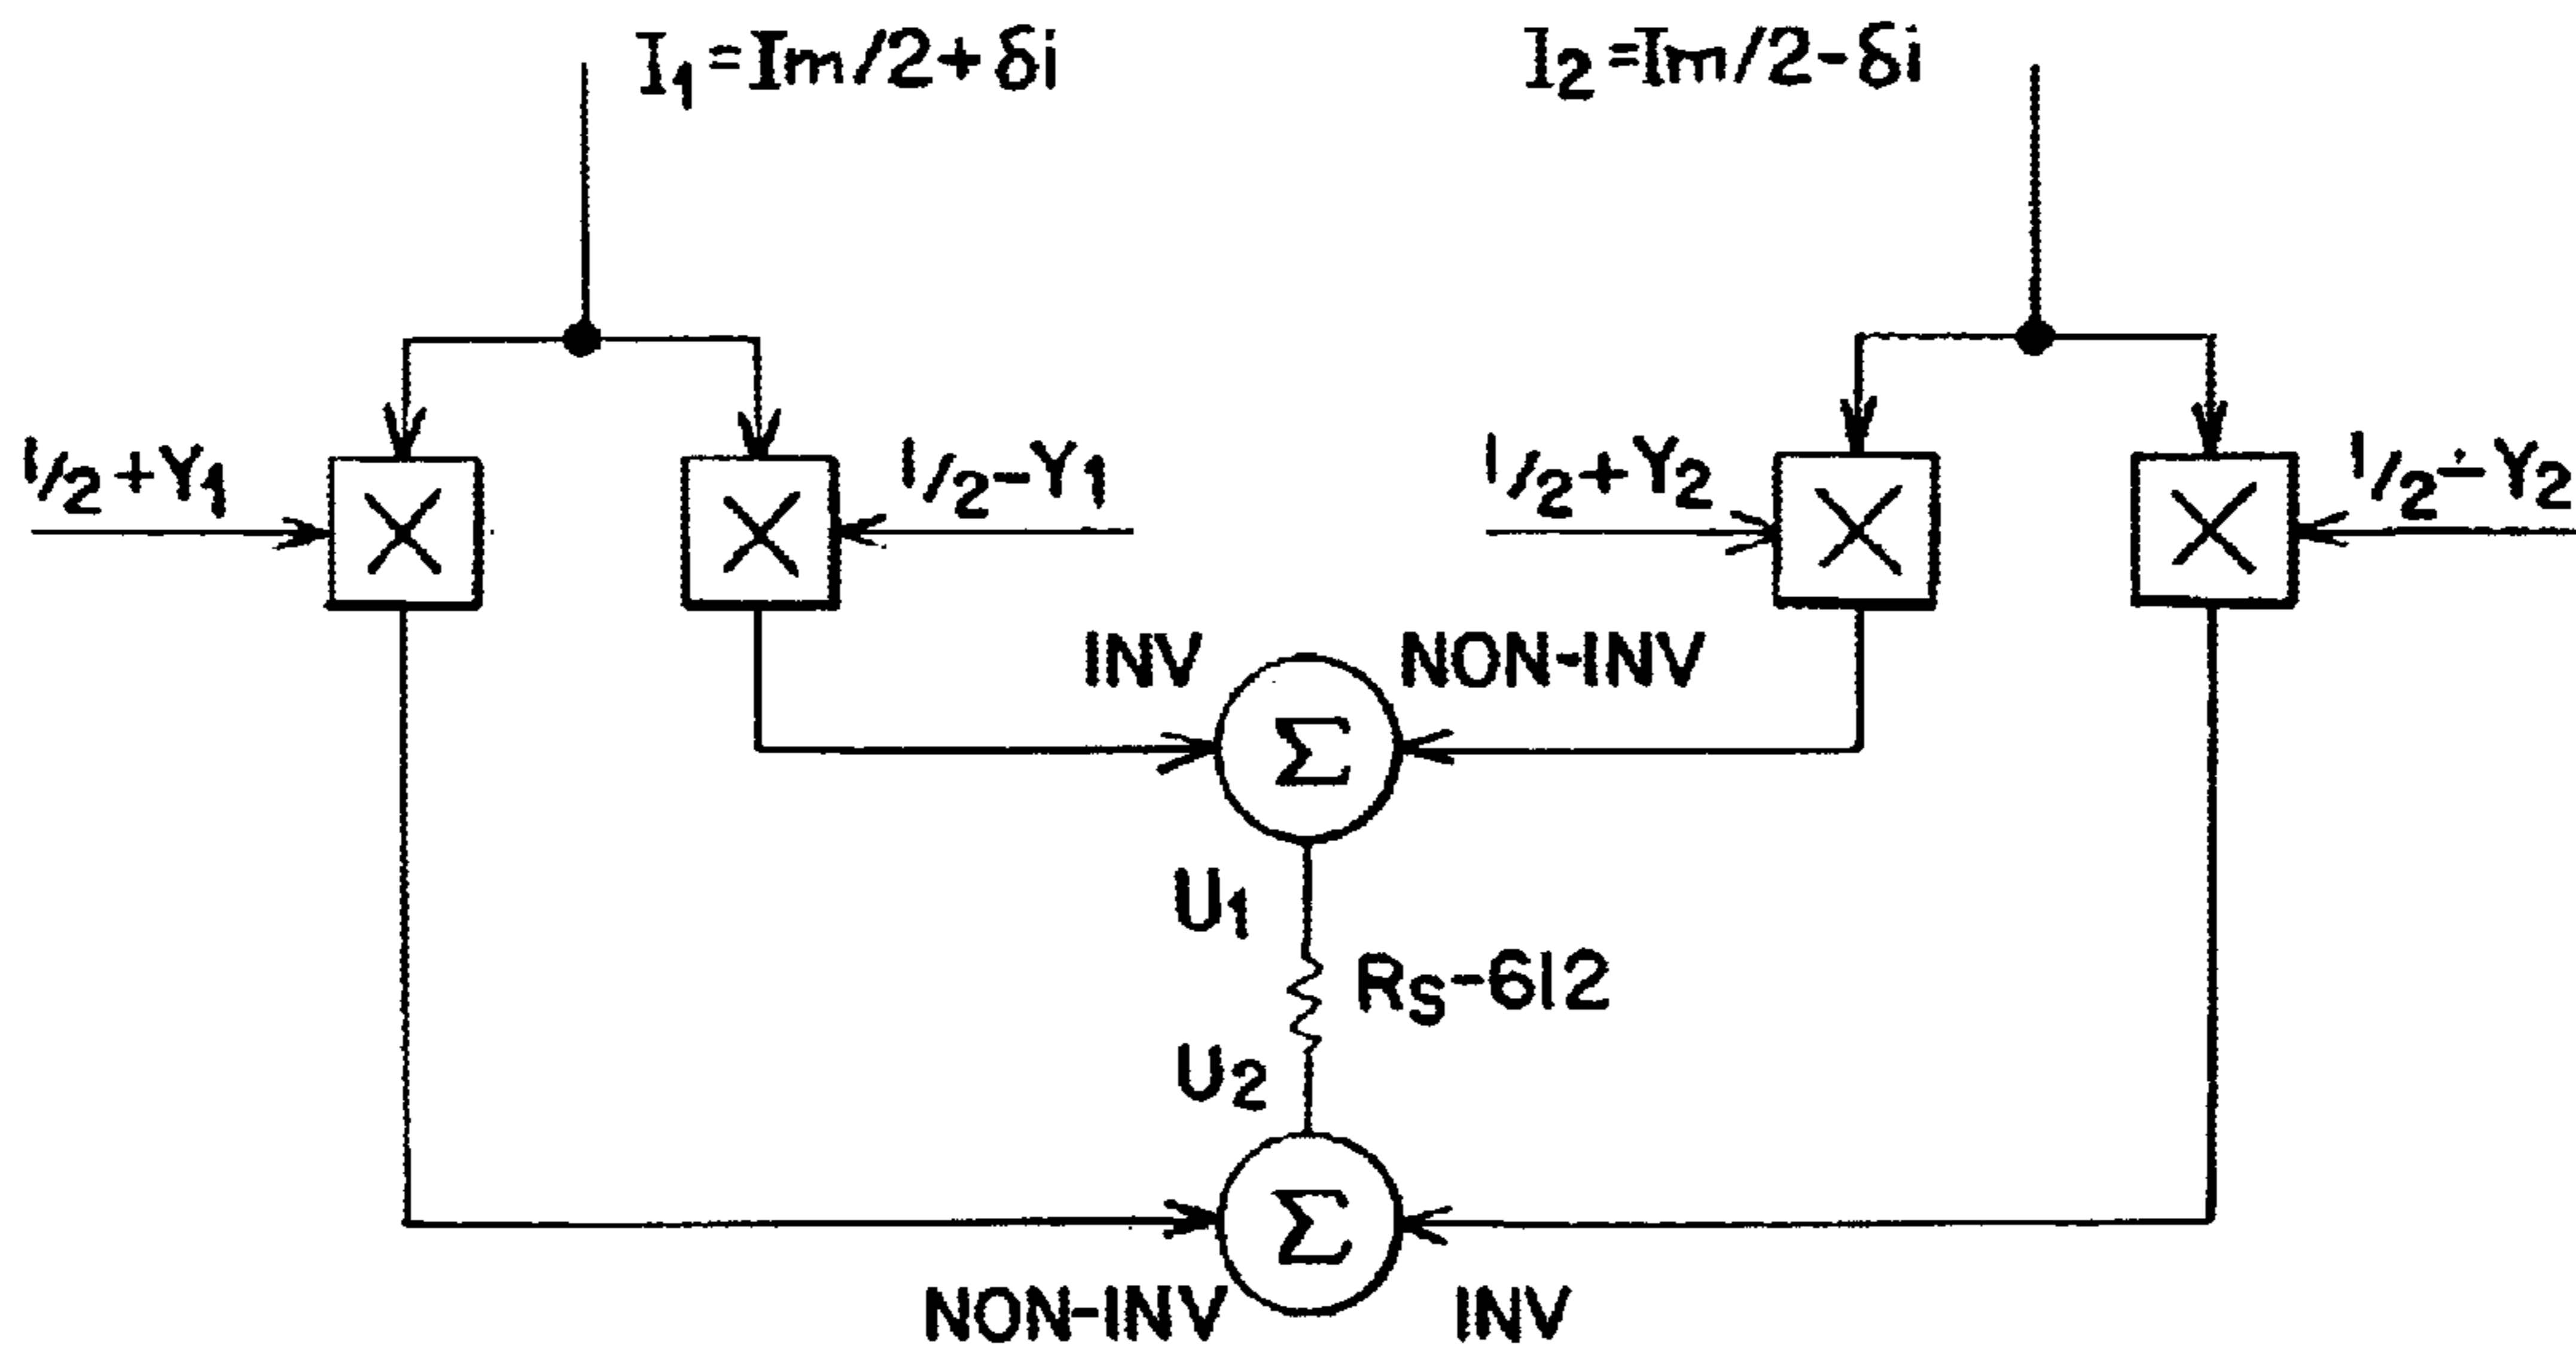 I₁ = Im/2 + δi
I₂ = Im/2 - δi
1/2 + Y₁
1/2 - Y₁
1/2 + Y₂
1/2 - Y₂
INV
NON-INV
Σ
U₁
RS-612
U₂
Σ
NON-INV
INV